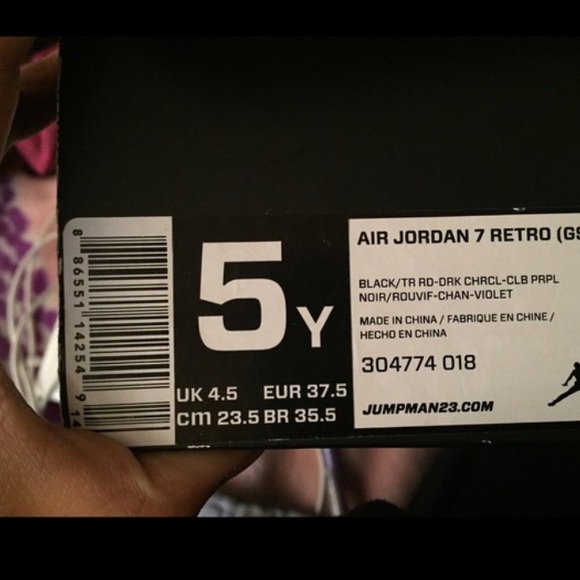 8 86551 14254 9 14
5Y
UK 4.5 EUR 37.5
cm 23.5 BR 35.5
AIR JORDAN 7 RETRO (GS
BLACK/TR RD-DRK CHRCL-CLB PRPL
NOIR/ROUVIF-CHAN-VIOLET
MADE IN CHINA / FABRIQUE EN CHINE /
HECHO EN CHINA
304774 018
JUMPMAN23.COM